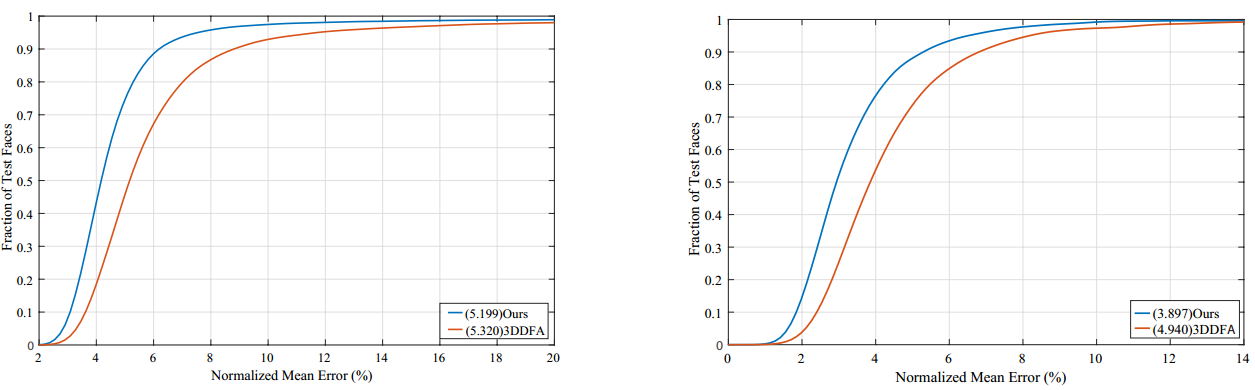 Fraction of Test Faces
1
0.9
0.8
0.7
0.6
0.5
0.4
0.3
0.2
0.1
0
2 4 6 8 10 12 14 16 18 20
Normalized Mean Error (%)
(5.199)Ours
(5.320)3DDFA
Fraction of Test Faces
1
0.9
0.8
0.7
0.6
0.5
0.4
0.3
0.2
0.1
0
0 2 4 6 8 10 12 14
Normalized Mean Error (%)
(3.897)Ours
(4.940)3DDFA